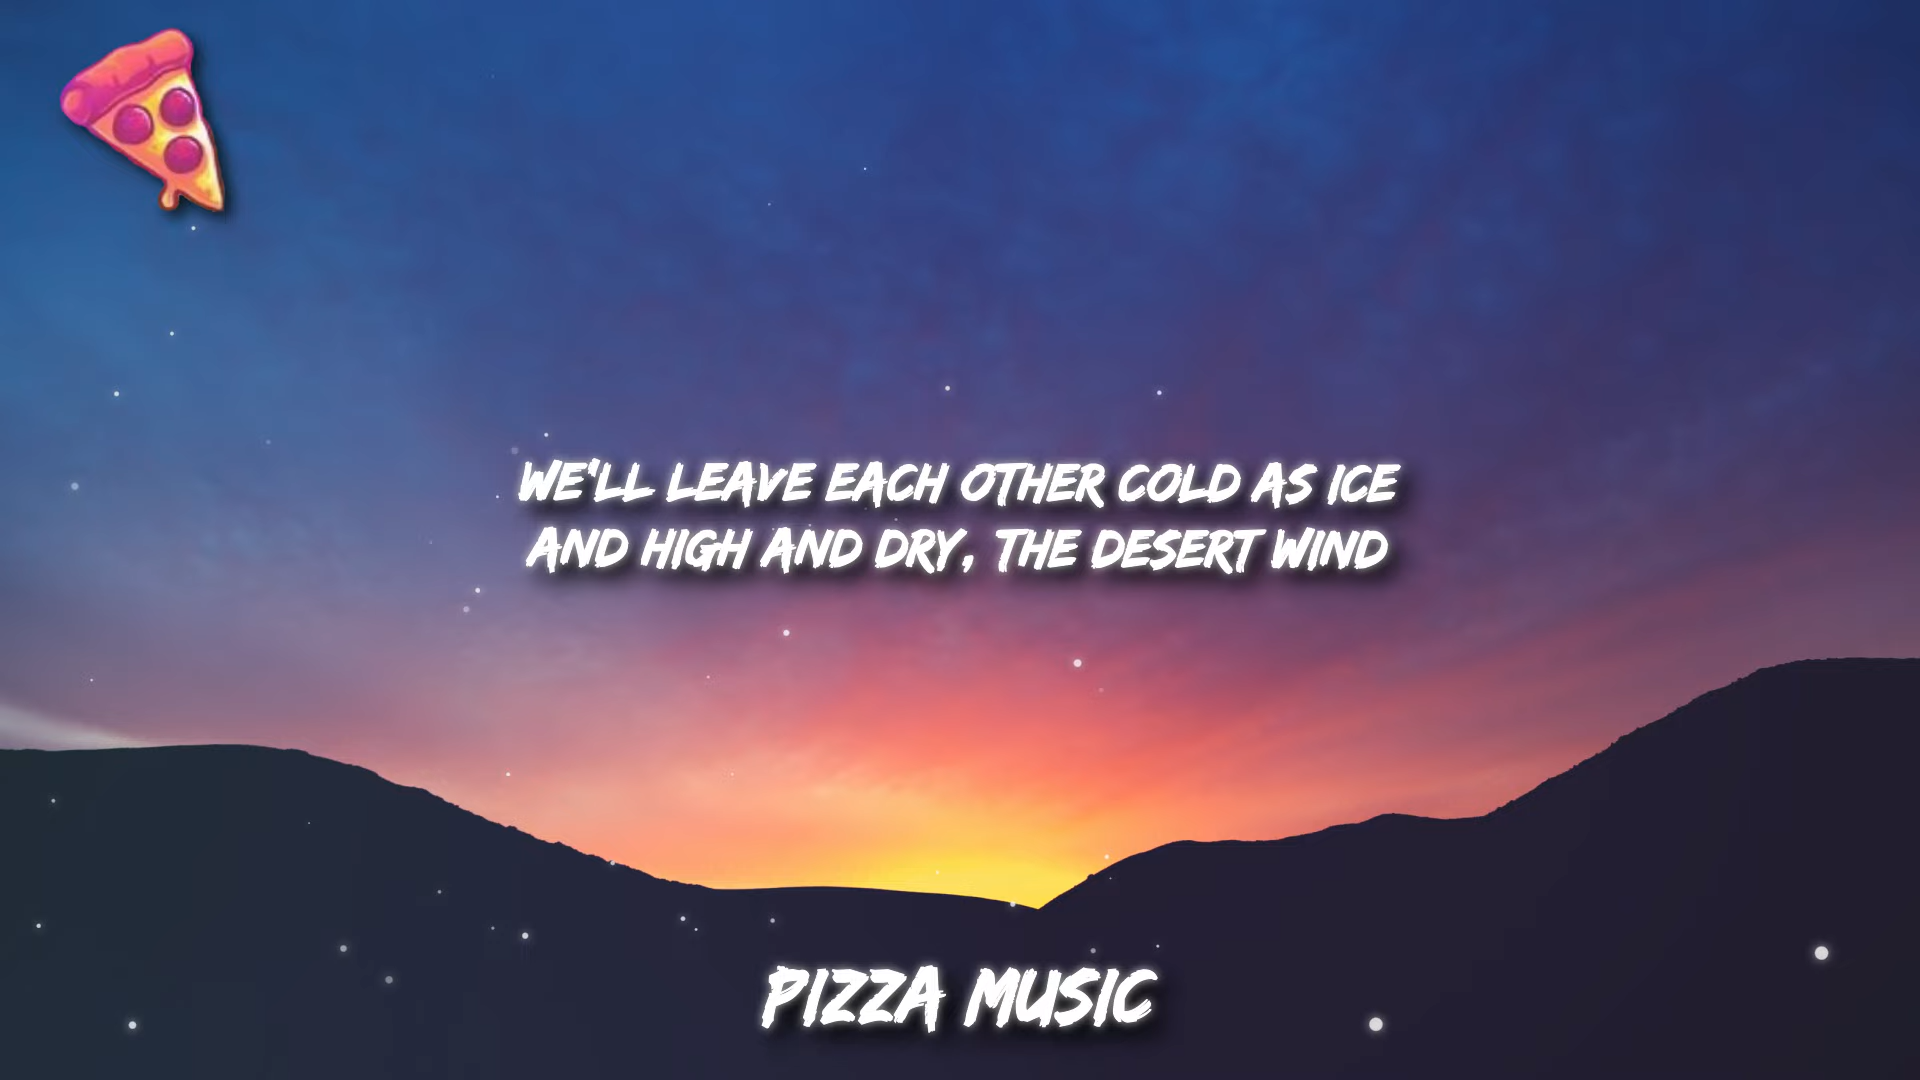 WE'LL LEAVE EACH OTHER COLD AS ICE
AND HIGH AND DRY, THE DESERT WIND
PIZZA MUSIC